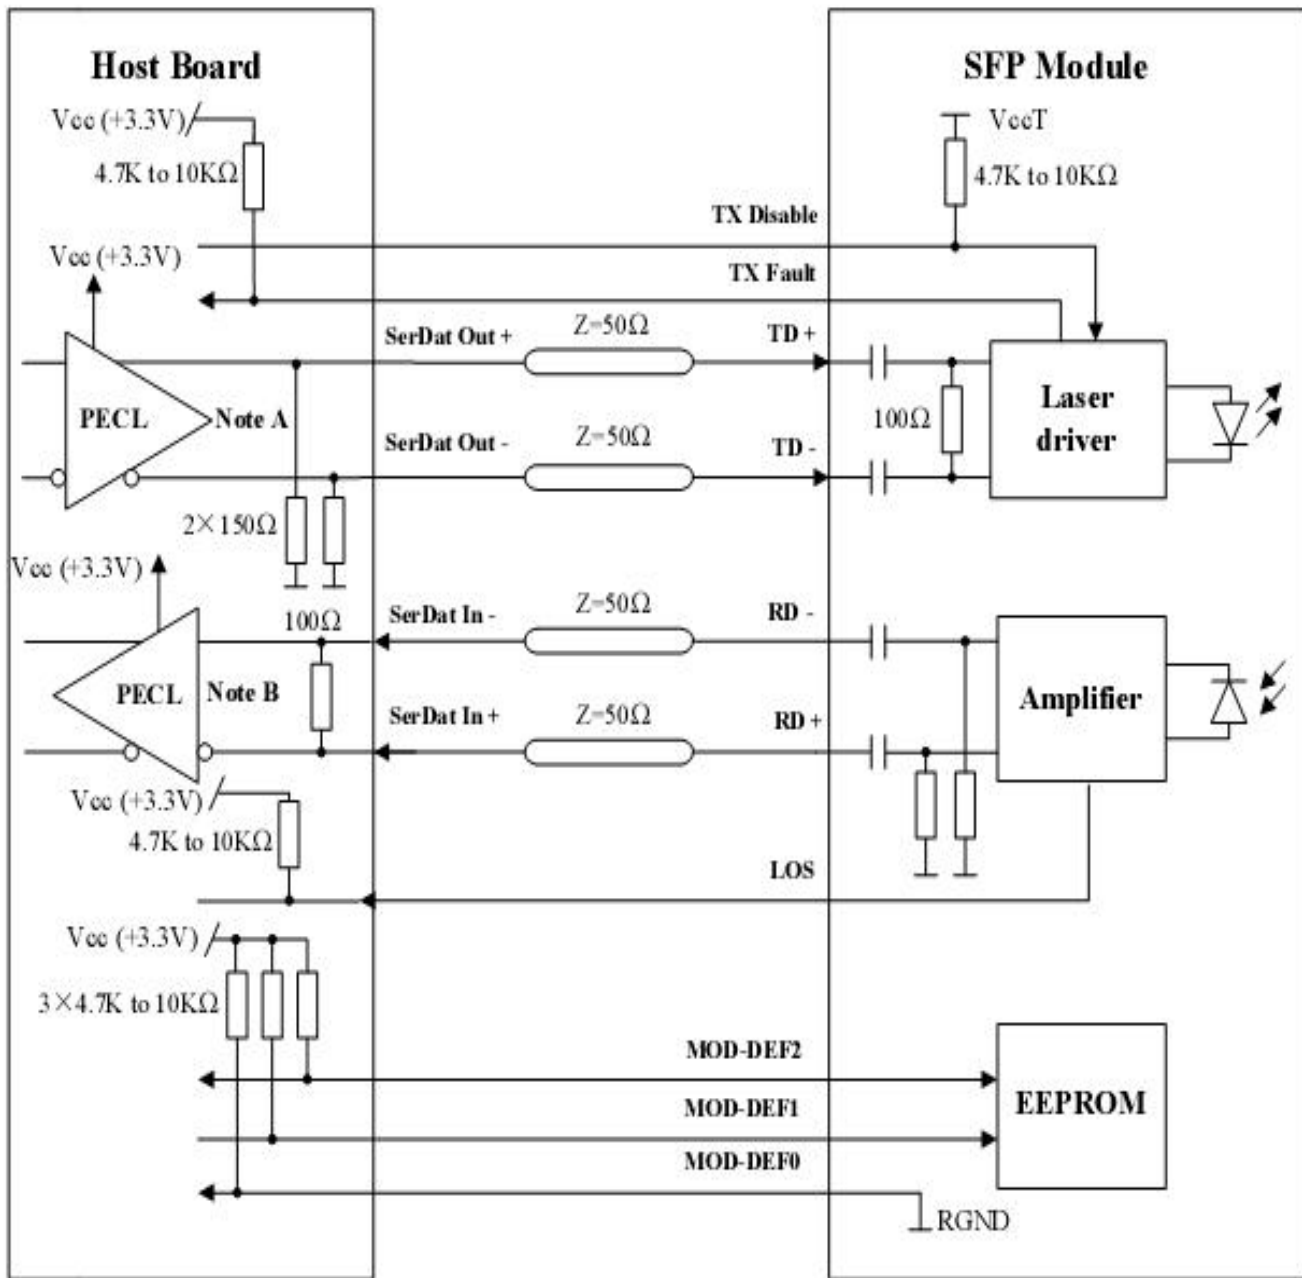 Host Board
SFP Module
Vcc (+3.3V)
VccT
4.7K to 10KΩ
4.7K to 10KΩ
TX Disable
Vcc (+3.3V)
TX Fault
SerDat Out +
Z=50Ω
TD +
PECL
Note A
100Ω
Laser
driver
SerDat Out -
Z=50Ω
TD -
2×150Ω
Vcc (+3.3V)
100Ω
SerDat In -
Z=50Ω
RD -
PECL
Note B
Amplifier
SerDat In +
Z=50Ω
RD +
Vcc (+3.3V)
4.7K to 10KΩ
LOS
Vcc (+3.3V)
3×4.7K to 10KΩ
MOD-DEF2
EEPROM
MOD-DEF1
MOD-DEF0
RGND